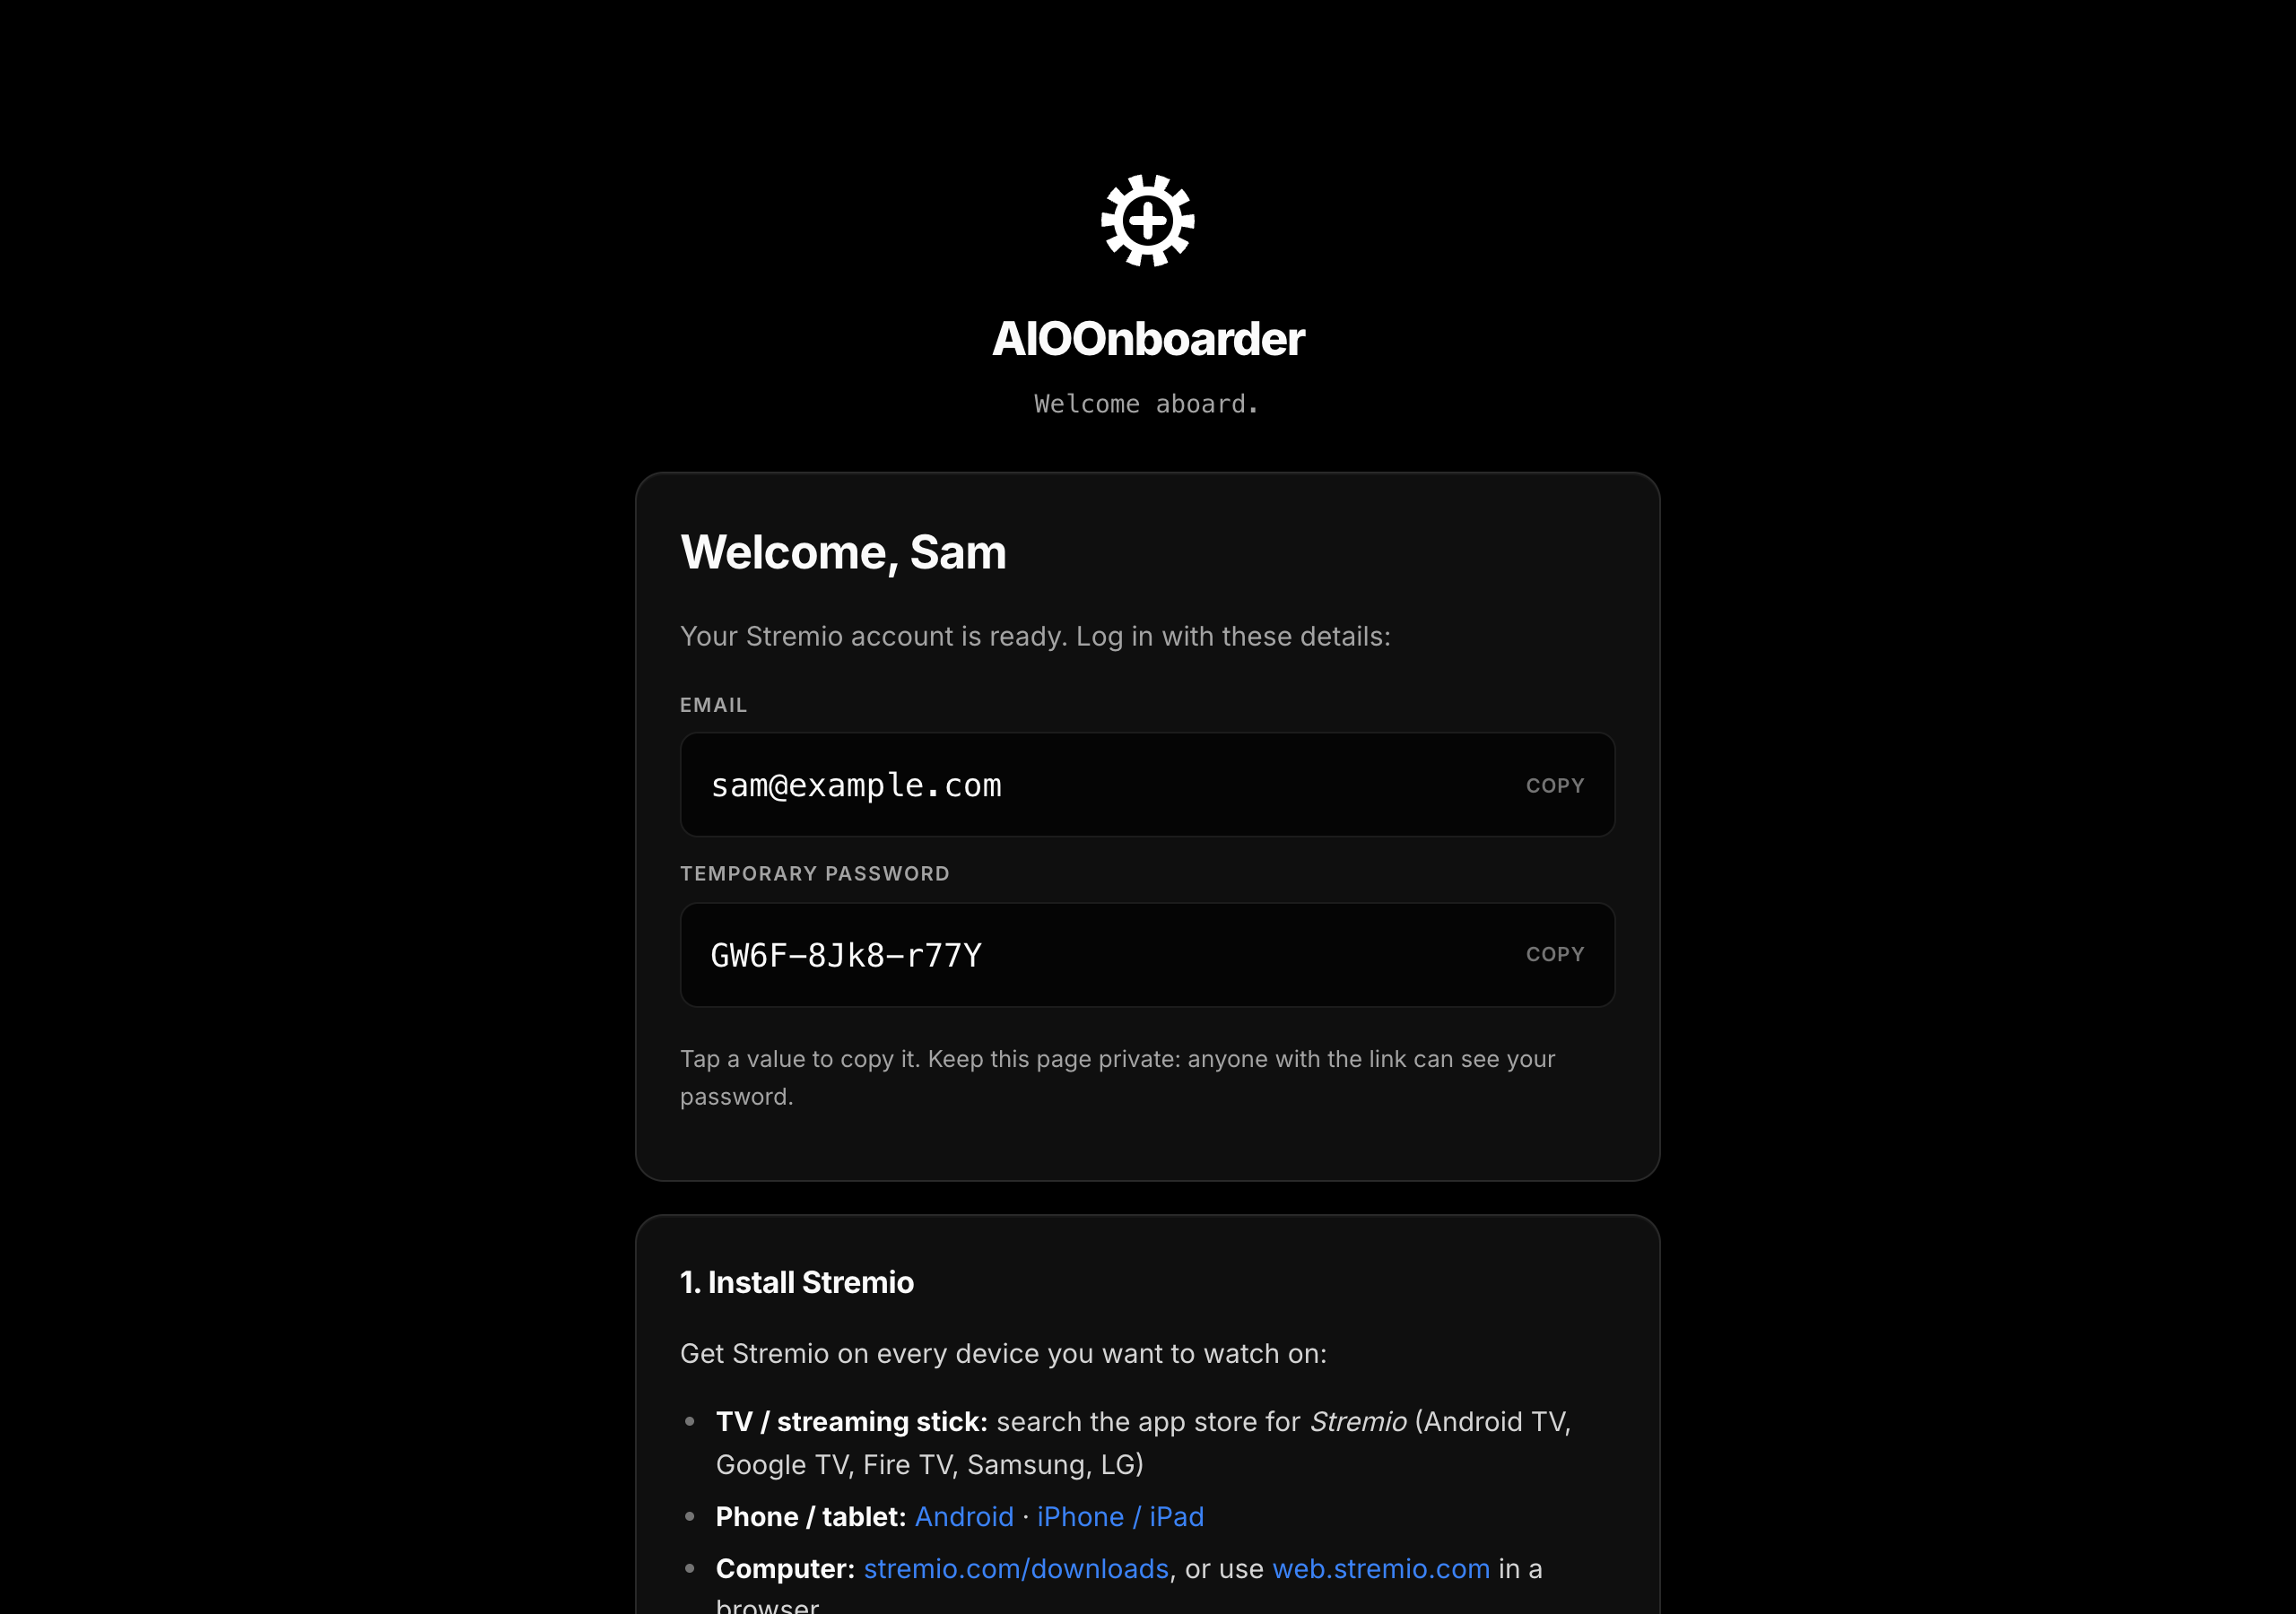 AIOOnboarder
Welcome aboard.
Welcome, Sam
Your Stremio account is ready. Log in with these details:
EMAIL
sam@example.com COPY
TEMPORARY PASSWORD
GW6F-8Jk8-r77Y COPY
Tap a value to copy it. Keep this page private: anyone with the link can see your
password.
1. Install Stremio
Get Stremio on every device you want to watch on:
• TV / streaming stick: search the app store for Stremio (Android TV,
Google TV, Fire TV, Samsung, LG)
• Phone / tablet: Android · iPhone / iPad
• Computer: stremio.com/downloads, or use web.stremio.com in a
browser